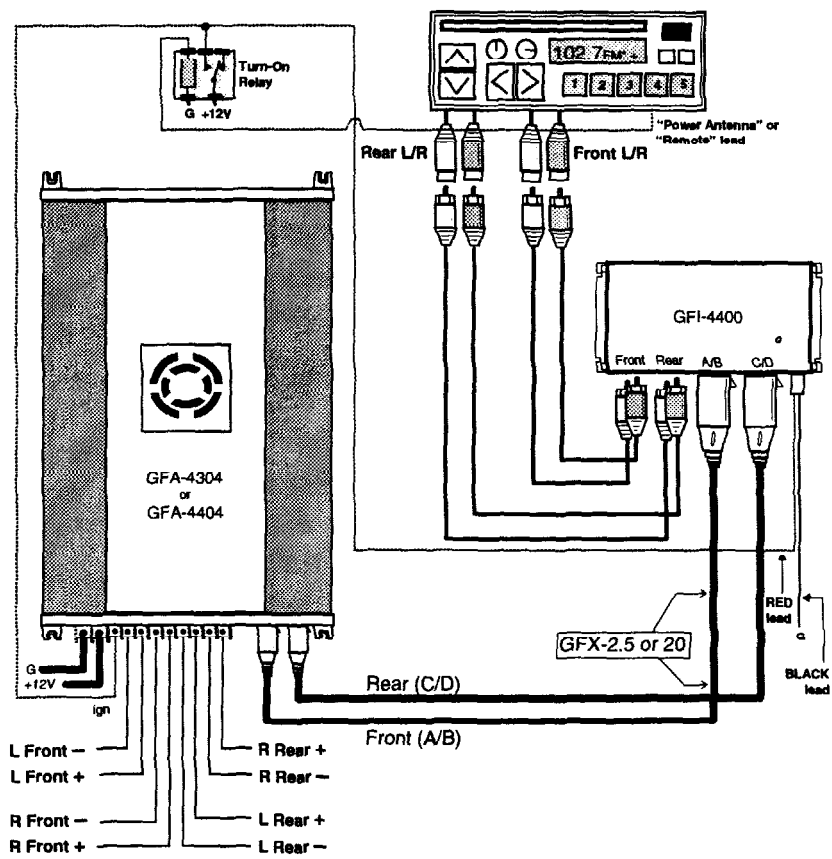 Turn-On
Relay
G +12V
102.7FM
1 2 3 4 5
"Power Antenna" or
"Remote" lead
Rear L/R
Front L/R
GFI-4400
Front Rear A/B C/D
GFA-4304
or
GFA-4404
RED
lead
GFX-2.5 or 20
BLACK
lead
G
+12V
ign
Rear (C/D)
Front (A/B)
L Front −
L Front +
R Front −
R Front +
R Rear +
R Rear −
L Rear +
L Rear −